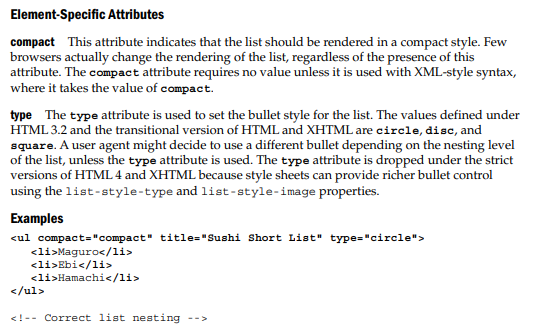 Element-Specific Attributes
compact This attribute indicates that the list should be rendered in a compact style. Few
browsers actually change the rendering of the list, regardless of the presence of this
attribute. The compact attribute requires no value unless it is used with XML-style syntax,
where it takes the value of compact.
type The type attribute is used to set the bullet style for the list. The values defined under
HTML 3.2 and the transitional version of HTML and XHTML are circle, disc, and
square. A user agent might decide to use a different bullet depending on the nesting level
of the list, unless the type attribute is used. The type attribute is dropped under the strict
versions of HTML 4 and XHTML because style sheets can provide richer bullet control
using the list-style-type and list-style-image properties.
Examples
<ul compact="compact" title="Sushi Short List" type="circle">
<li>Maguro</li>
<li>Ebi</li>
<li>Hamachi</li>
</ul>
<!-- Correct list nesting -->